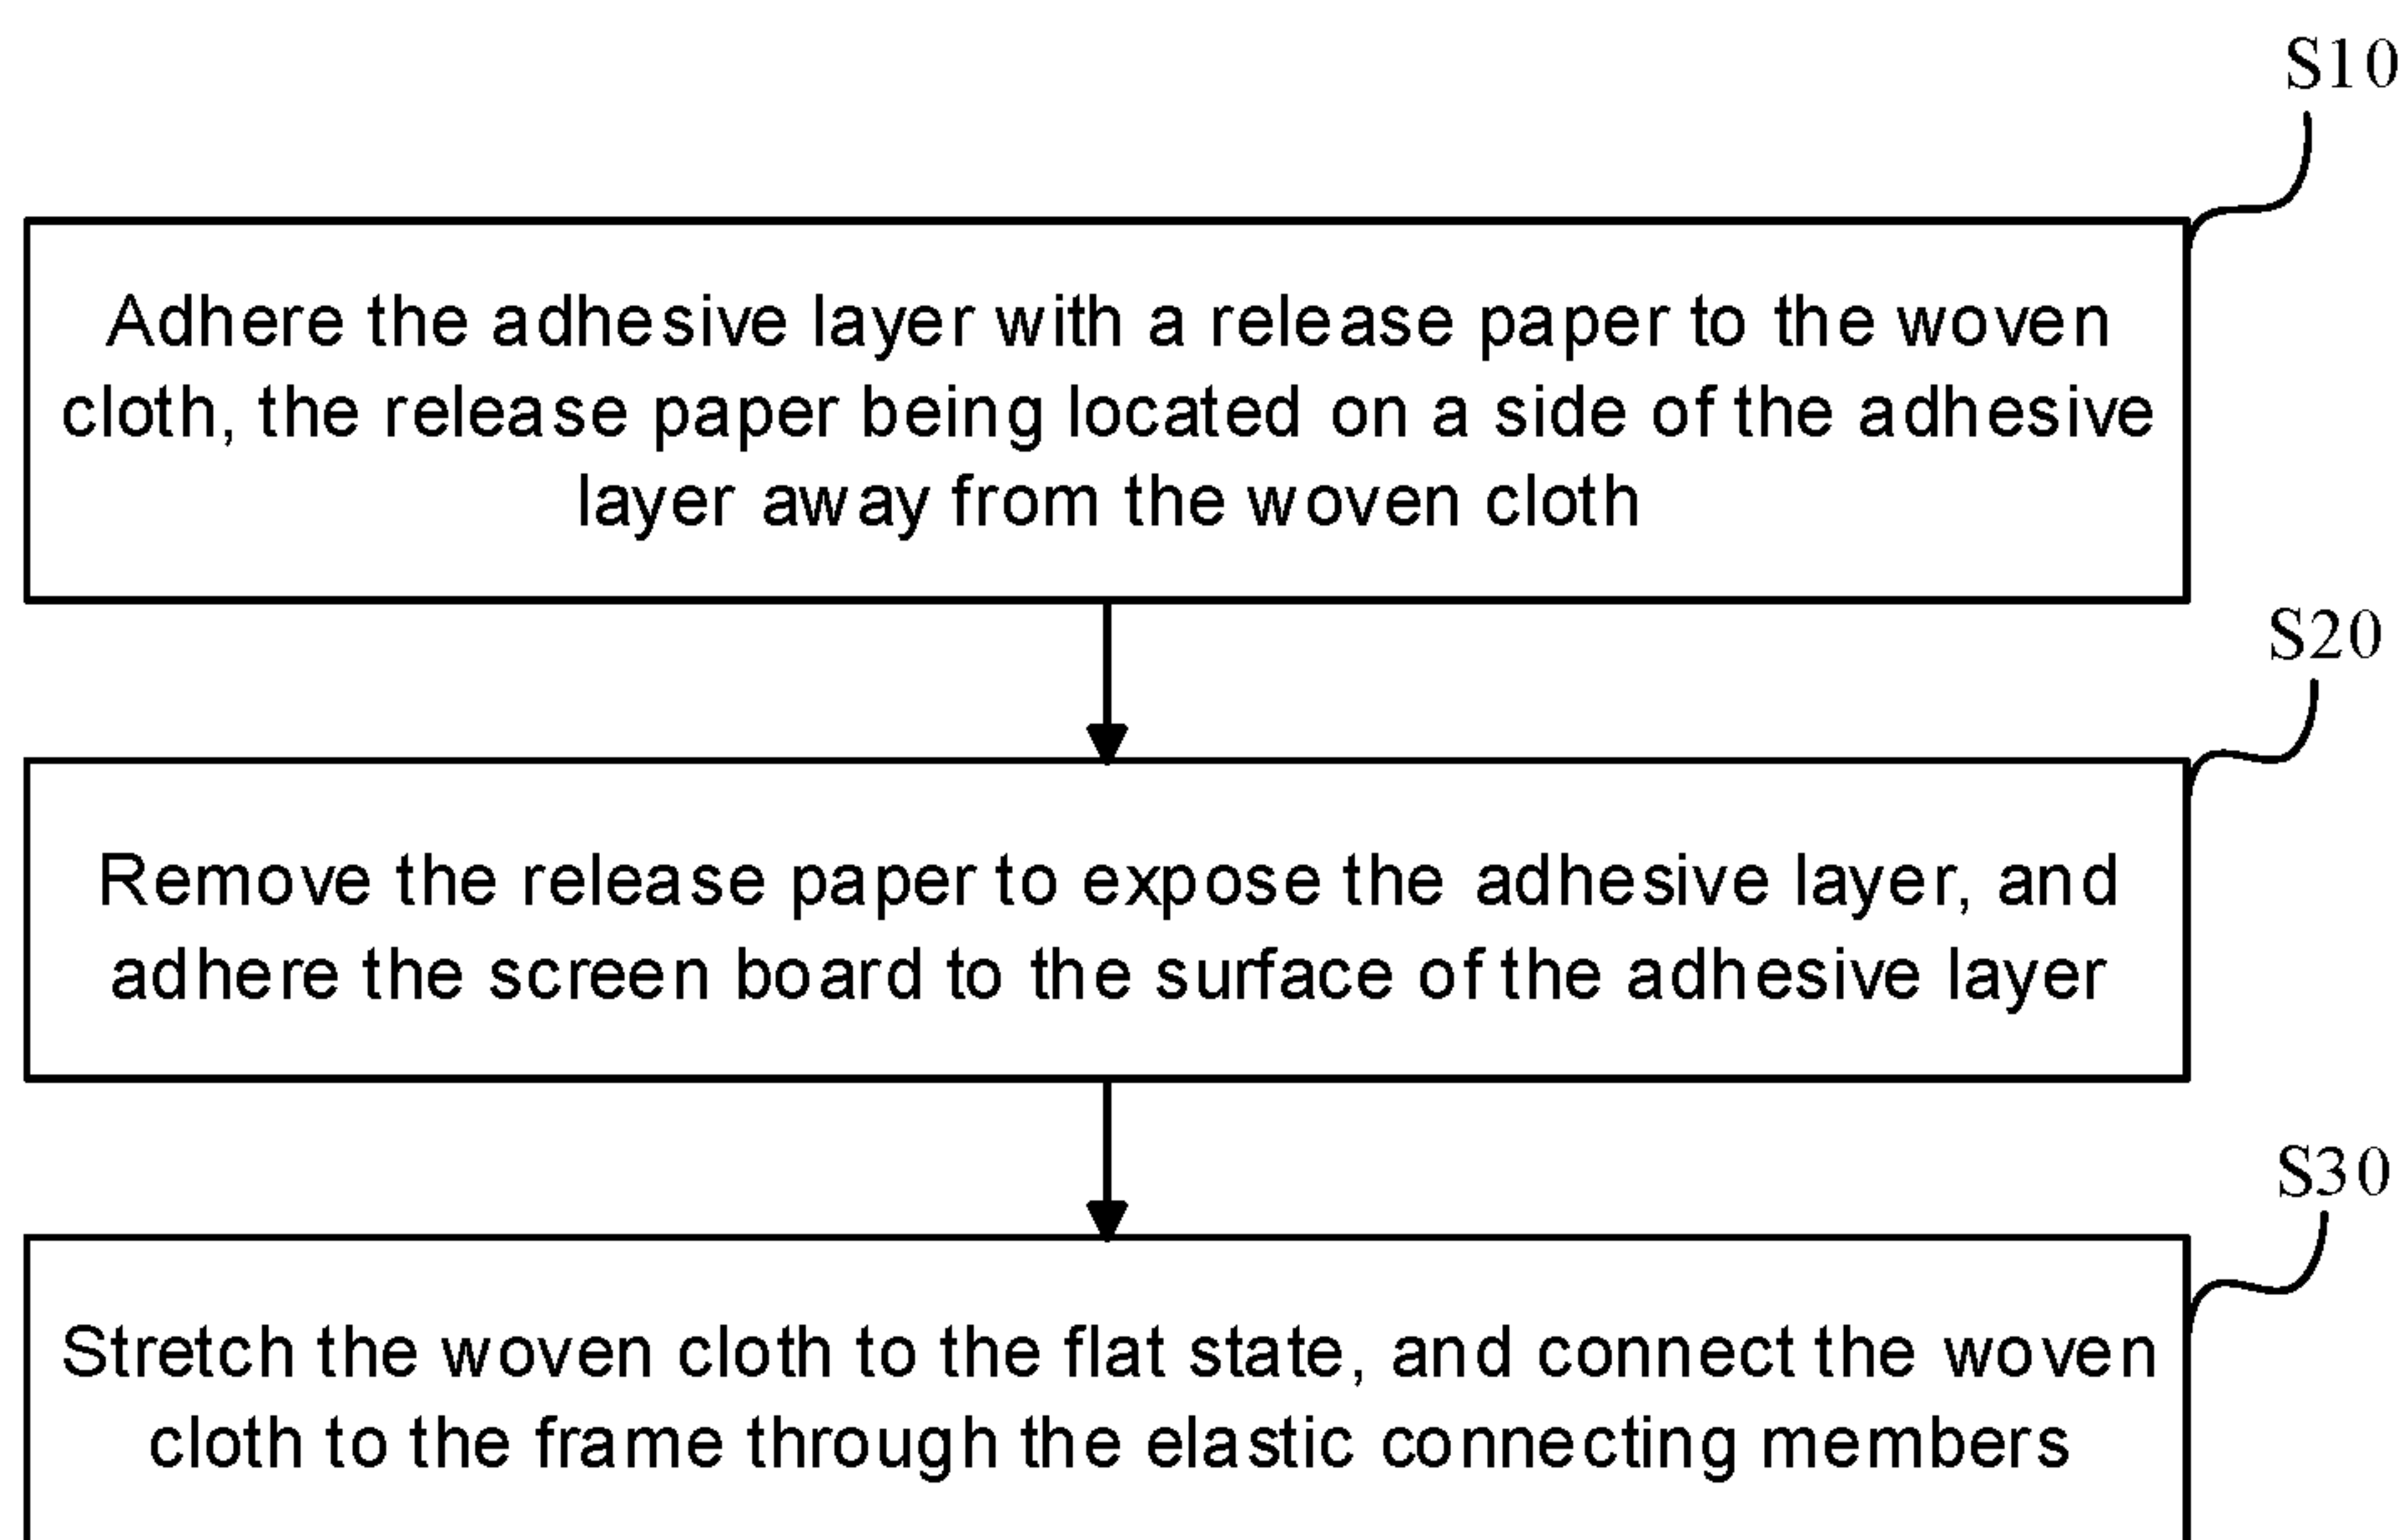 S10
Adhere the adhesive layer with a release paper to the woven
cloth, the release paper being located on a side of the adhesive
layer away from the woven cloth
S20
Remove the release paper to expose the adhesive layer, and
adhere the screen board to the surface of the adhesive layer
S30
Stretch the woven cloth to the flat state, and connect the woven
cloth to the frame through the elastic connecting members